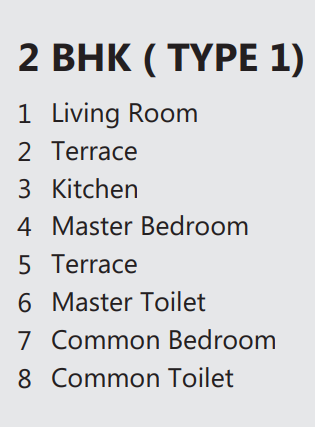 2 BHK ( TYPE 1)
1 Living Room
2 Terrace
3 Kitchen
4 Master Bedroom
5 Terrace
6 Master Toilet
7 Common Bedroom
8 Common Toilet